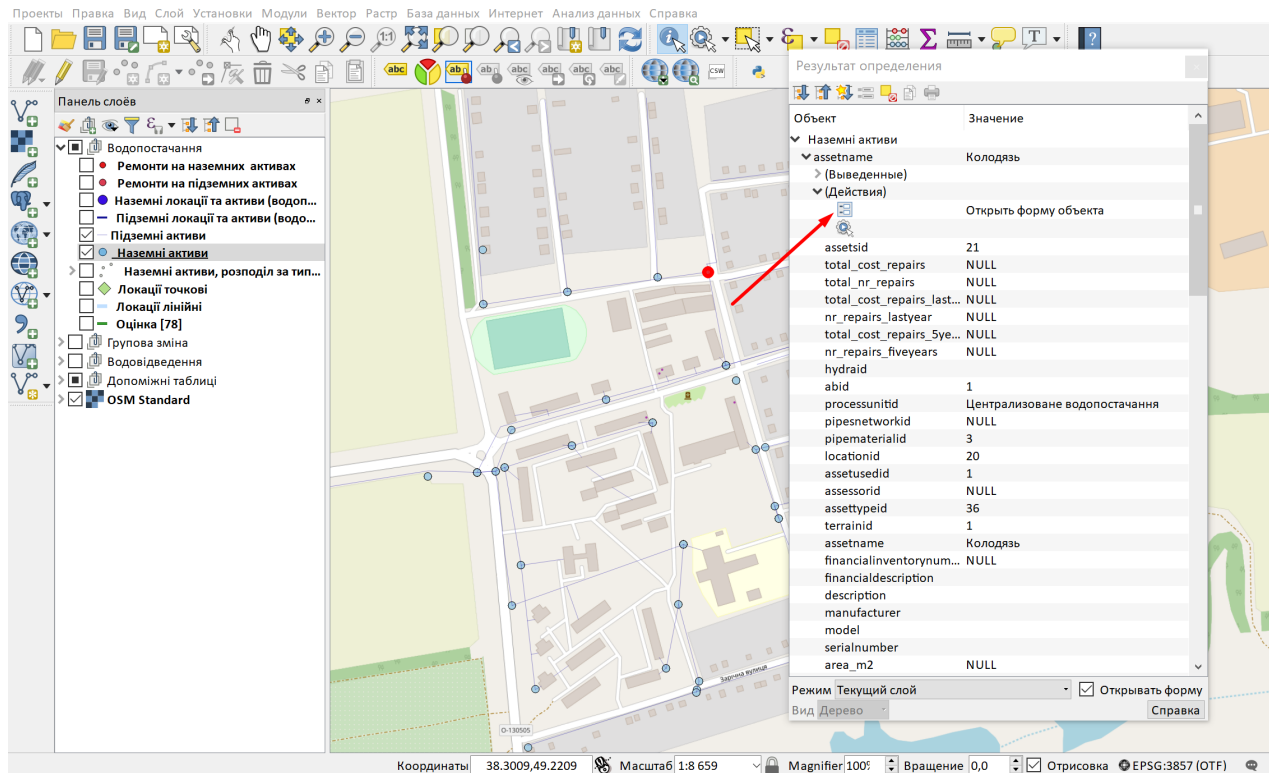 Проекты Правка Вид Слой Установки Модули Вектор Растр База данных Интернет Анализ данных Справка
Результат определения
Панель слоёв
Водопостачання
Ремонти на наземних активах
Ремонти на підземних активах
Наземні локації та активи (водоп...
Підземні локації та активи (водо...
Підземні активи
Наземні активи
Наземні активи, розподіл за тип...
Локації точкові
Локації лінійні
Оцінка [78]
Групова зміна
Водовідведення
Допоміжні таблиці
OSM Standard
Объект Значение
Наземні активи
assetname Колодязь
(Выведенные)
(Действия)
Открыть форму объекта
assetsid 21
total_cost_repairs NULL
total_nr_repairs NULL
total_cost_repairs_last... NULL
nr_repairs_lastyear NULL
total_cost_repairs_5ye... NULL
nr_repairs_fiveyears NULL
hydraid
abid 1
processunitid Централизоване водопостачання
pipesnetworkid NULL
pipematerialid 3
locationid 20
assetusedid 1
assessorid NULL
assettypeid 36
terrainid 1
assetname Колодязь
financialinventorynum... NULL
financialdescription
description
manufacturer
model
serialnumber
area_m2 NULL
Режим Текущий слой Открывать форму
Вид Дерево Справка
Зарічна вулиця
О-130505
Координаты 38.3009,49.2209 Масштаб 1:8 659 Magnifier 100% Вращение 0,0 Отрисовка EPSG:3857 (OTF)